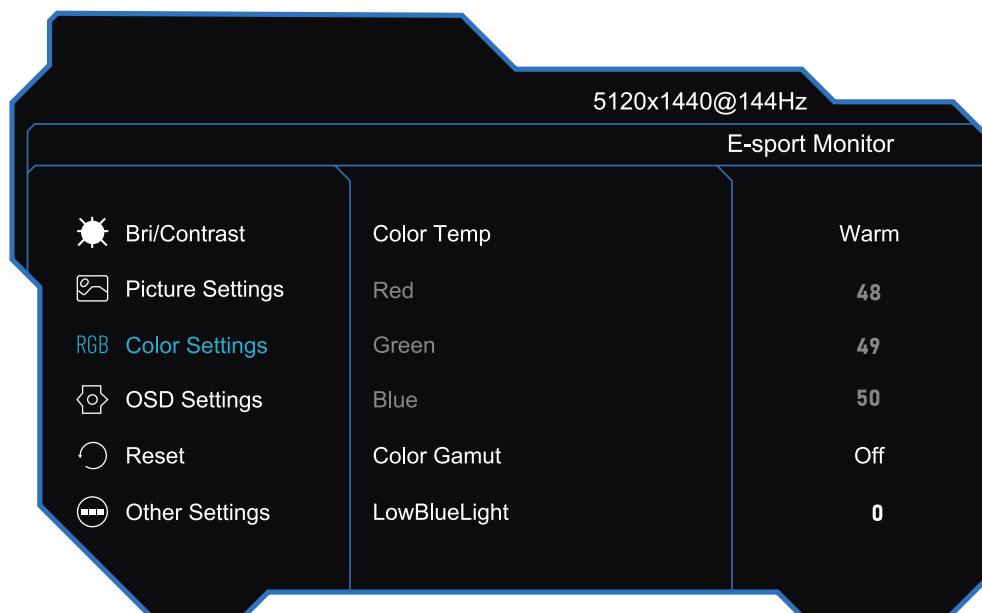 5120x1440@144Hz
E-sport Monitor
Bri/Contrast Color Temp Warm
Picture Settings Red 48
RGB Color Settings Green 49
OSD Settings Blue 50
Reset Color Gamut Off
Other Settings LowBlueLight 0